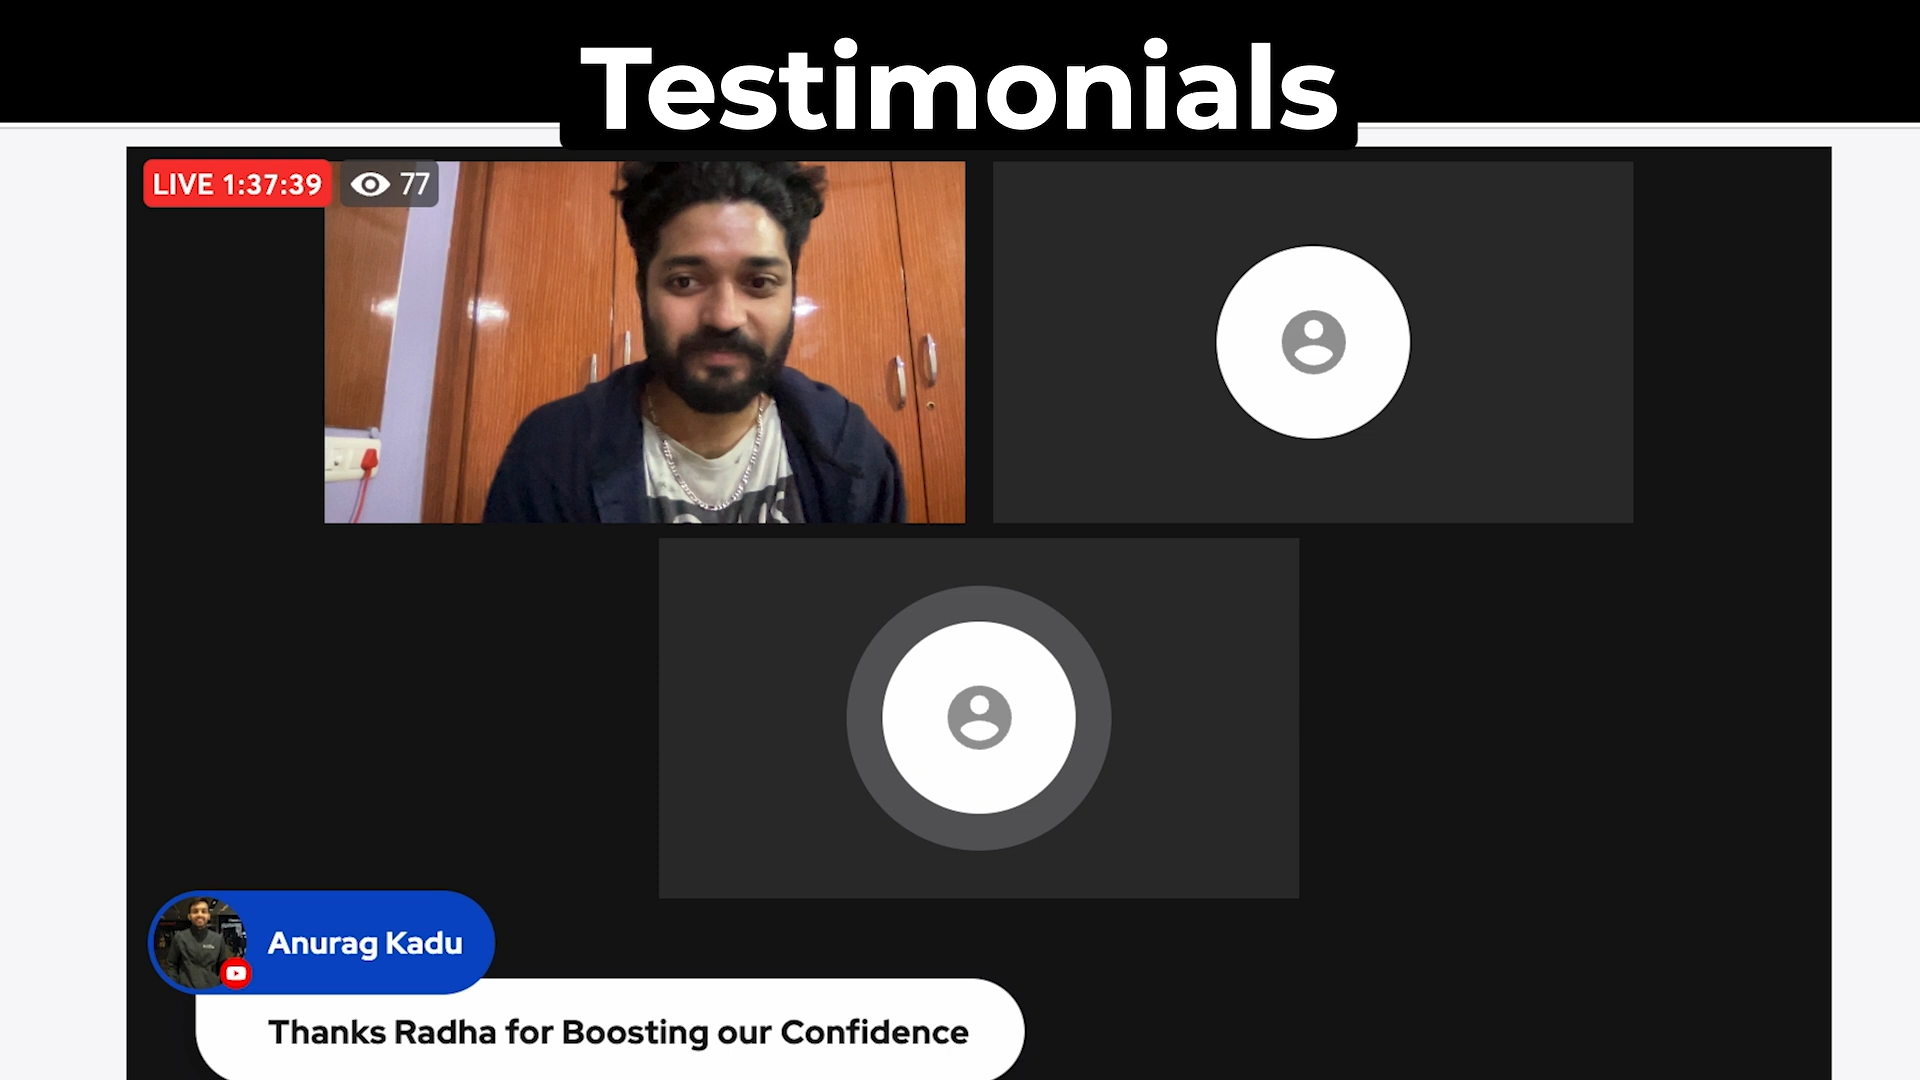 Testimonials
LIVE 1:37:39 77
Anurag Kadu
Thanks Radha for Boosting our Confidence